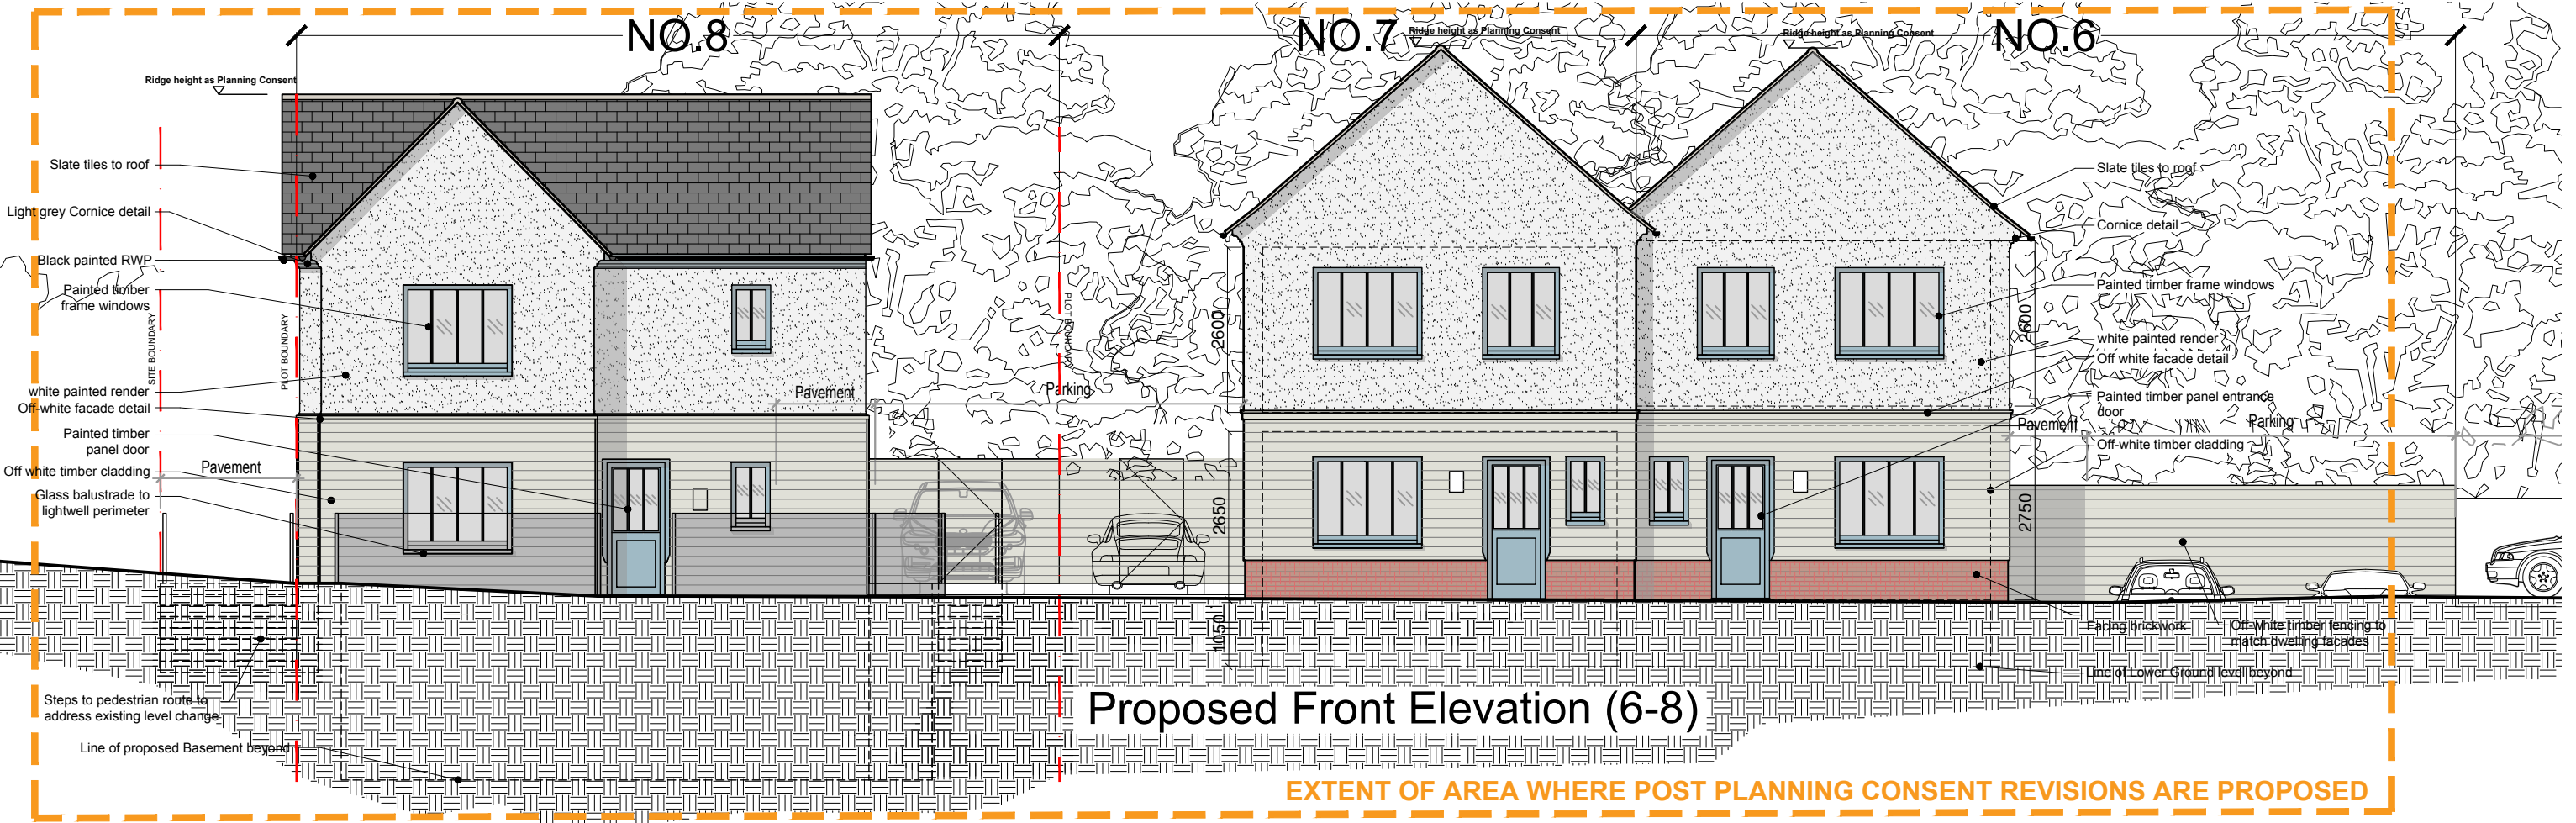 NO.8
NO.7
NO.6
Ridge height as Planning Consent
Ridge height as Planning Consent
Ridge height as Planning Consent
Slate tiles to roof
Light grey Cornice detail
Black painted RWP
Painted timber
frame windows
SITE BOUNDARY
PLOT BOUNDARY
white painted render
Off-white facade detail
Painted timber
panel door
Off white timber cladding
Pavement
Glass balustrade to
lightwell perimeter
Steps to pedestrian route to
address existing level change
Line of proposed Basement beyond
Pavement
Parking
PLOT BOUNDARY
2600
2650
1050
Slate tiles to roof
Cornice detail
Painted timber frame windows
2600
white painted render
Off white facade detail
Painted timber panel entrance
door
Pavement
Parking
Off-white timber cladding
2750
Facing brickwork
Off-white timber fencing to
match dwelling facades
Line of Lower Ground level beyond
Proposed Front Elevation (6-8)
EXTENT OF AREA WHERE POST PLANNING CONSENT REVISIONS ARE PROPOSED